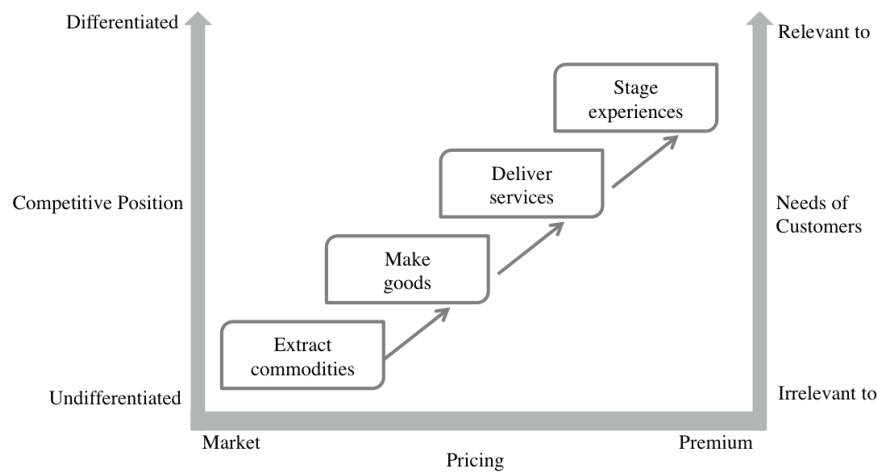 Differentiated
Relevant to
Stage
experiences
Deliver
services
Competitive Position
Needs of
Customers
Make
goods
Extract
commodities
Undifferentiated
Irrelevant to
Market
Premium
Pricing